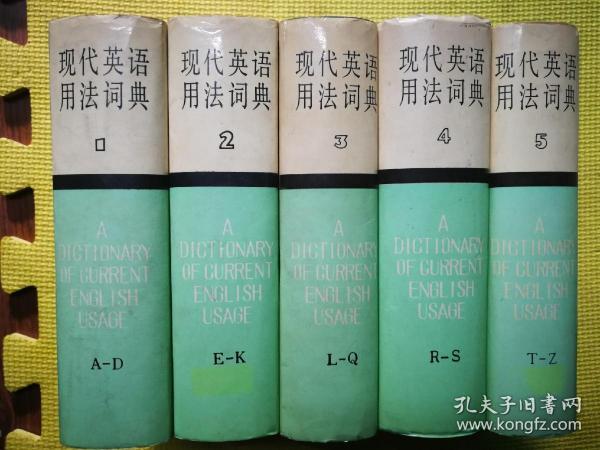 现代英语
用法词典
1
A
DICTIONARY
OF CURRENT
ENGLISH
USAGE
A-D
现代英语
用法词典
2
A
DICTIONARY
OF CURRENT
ENGLISH
USAGE
E-K
现代英语
用法词典
3
A
DICTIONARY
OF CURRENT
ENGLISH
USAGE
L-Q
现代英语
用法词典
4
A
DICTIONARY
OF CURRENT
ENGLISH
USAGE
R-S
现代英语
用法词典
5
A
DICTIONARY
OF CURRENT
ENGLISH
USAGE
T-Z
孔夫子旧书网
www.kongfz.com